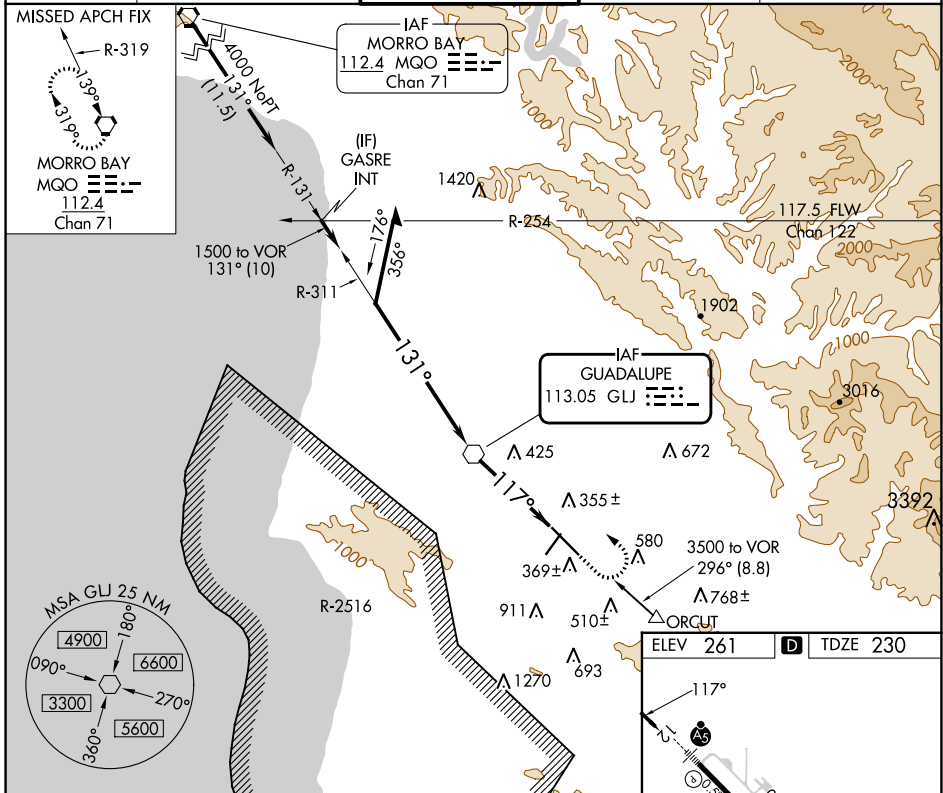 MISSED APCH FIX
R-319
139°
319°
MORRO BAY
MQO
112.4
Chan 71
IAF
MORRO BAY
112.4 MQO
Chan 71
4000 NoPT
131°
(11.5)
R-131
(IF)
GASRE
INT
1000
2000
1420
R-254
117.5 FLW
Chan 122
2000
1500 to VOR
131° (10)
176°
356°
R-311
1902
1000
131°
IAF
GUADALUPE
113.05 GLJ
3016
425
672
117°
355±
3392
1000
369±
580
3500 to VOR
296° (8.8)
R-2516
911
510±
768±
ORCUT
693
1270
MSA GLJ 25 NM
4900
180°
090°
6600
3300
270°
5600
360°
ELEV 261
D
TDZE 230
117°
12
A5
P